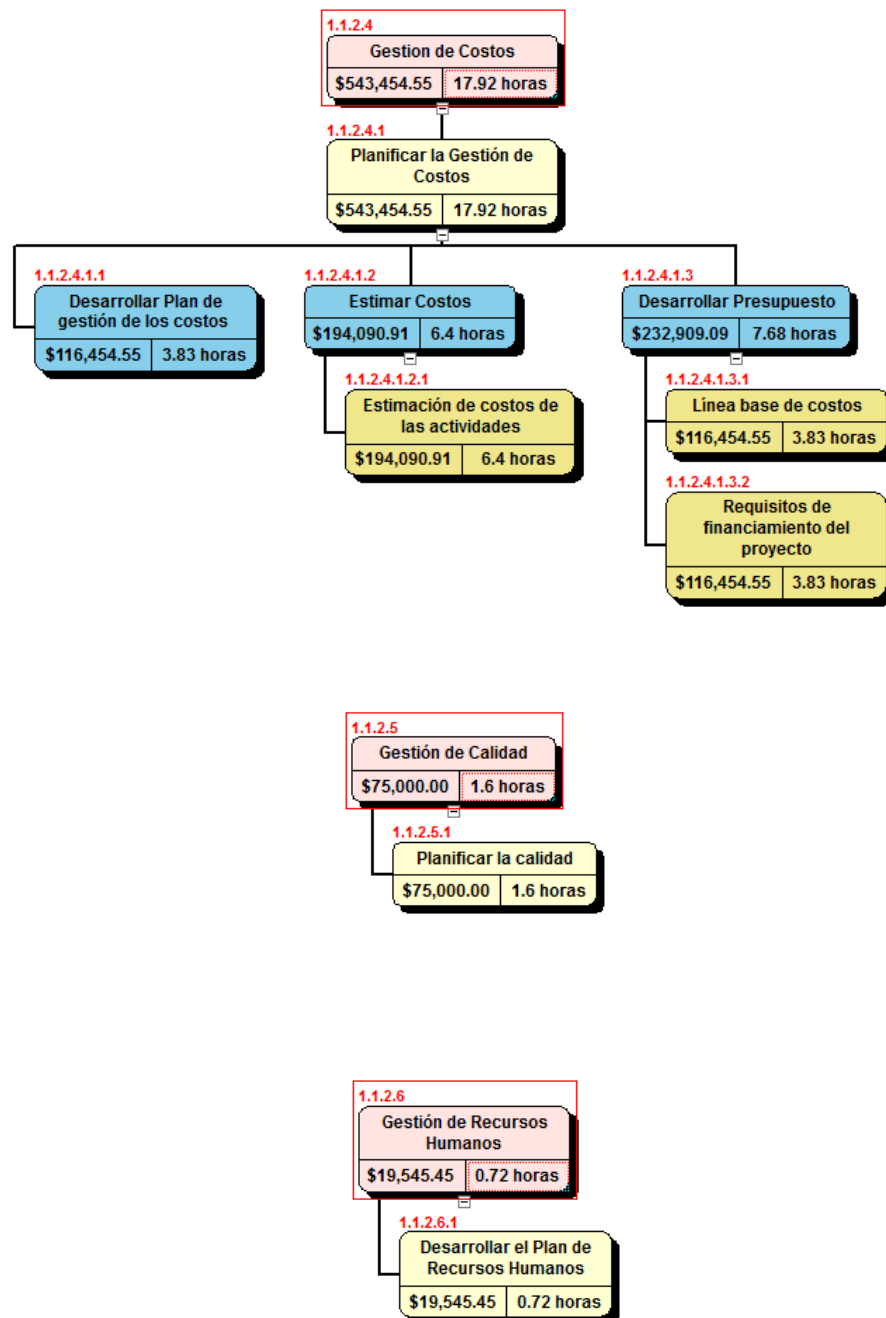 1.1.2.4
Gestion de Costos
$543,454.55 17.92 horas
1.1.2.4.1
Planificar la Gestión de
Costos
$543,454.55 17.92 horas
1.1.2.4.1.1
Desarrollar Plan de
gestión de los costos
$116,454.55 3.83 horas
1.1.2.4.1.2
Estimar Costos
$194,090.91 6.4 horas
1.1.2.4.1.2.1
Estimación de costos de
las actividades
$194,090.91 6.4 horas
1.1.2.4.1.3
Desarrollar Presupuesto
$232,909.09 7.68 horas
1.1.2.4.1.3.1
Línea base de costos
$116,454.55 3.83 horas
1.1.2.4.1.3.2
Requisitos de
financiamiento del
proyecto
$116,454.55 3.83 horas
1.1.2.5
Gestión de Calidad
$75,000.00 1.6 horas
1.1.2.5.1
Planificar la calidad
$75,000.00 1.6 horas
1.1.2.6
Gestión de Recursos
Humanos
$19,545.45 0.72 horas
1.1.2.6.1
Desarrollar el Plan de
Recursos Humanos
$19,545.45 0.72 horas